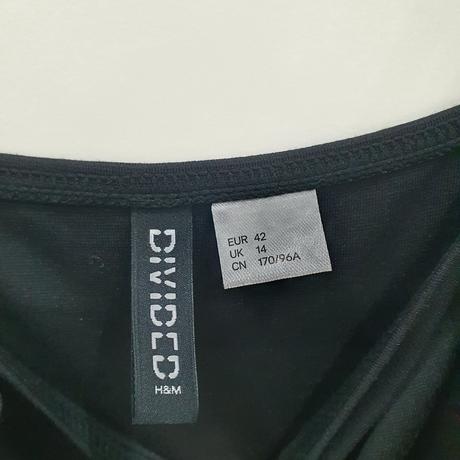 DIVIDED
H&M
EUR 42
UK 14
CN 170/96A